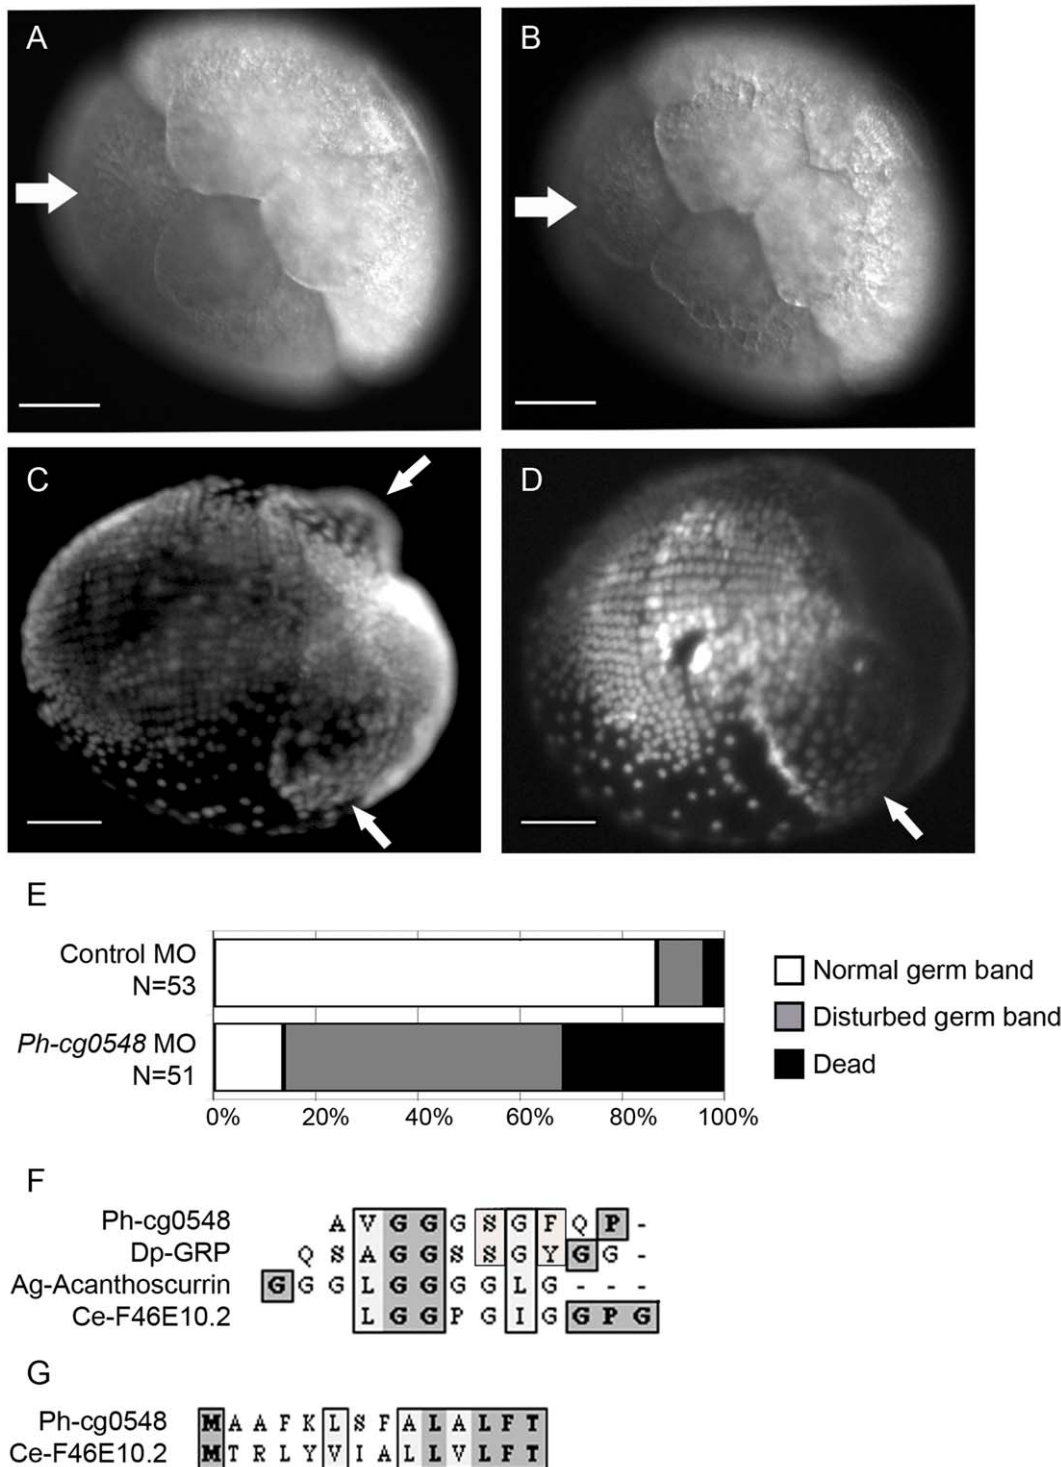 A
B
C
D
E
Control MO
N=53
Ph-cg0548 MO
N=51
0% 20% 40% 60% 80% 100%
Normal germ band
Disturbed germ band
Dead
F
Ph-cg0548 A V G G G S G F Q P -
Dp-GRP Q S A G G S S G Y G G -
Ag-Acanthoscurrin G G G L G G G G L G - - -
Ce-F46E10.2 L G G P G I G G P G
G
Ph-cg0548 M A A F K L S F A L A L F T
Ce-F46E10.2 M T R L Y V I A L L V L F T